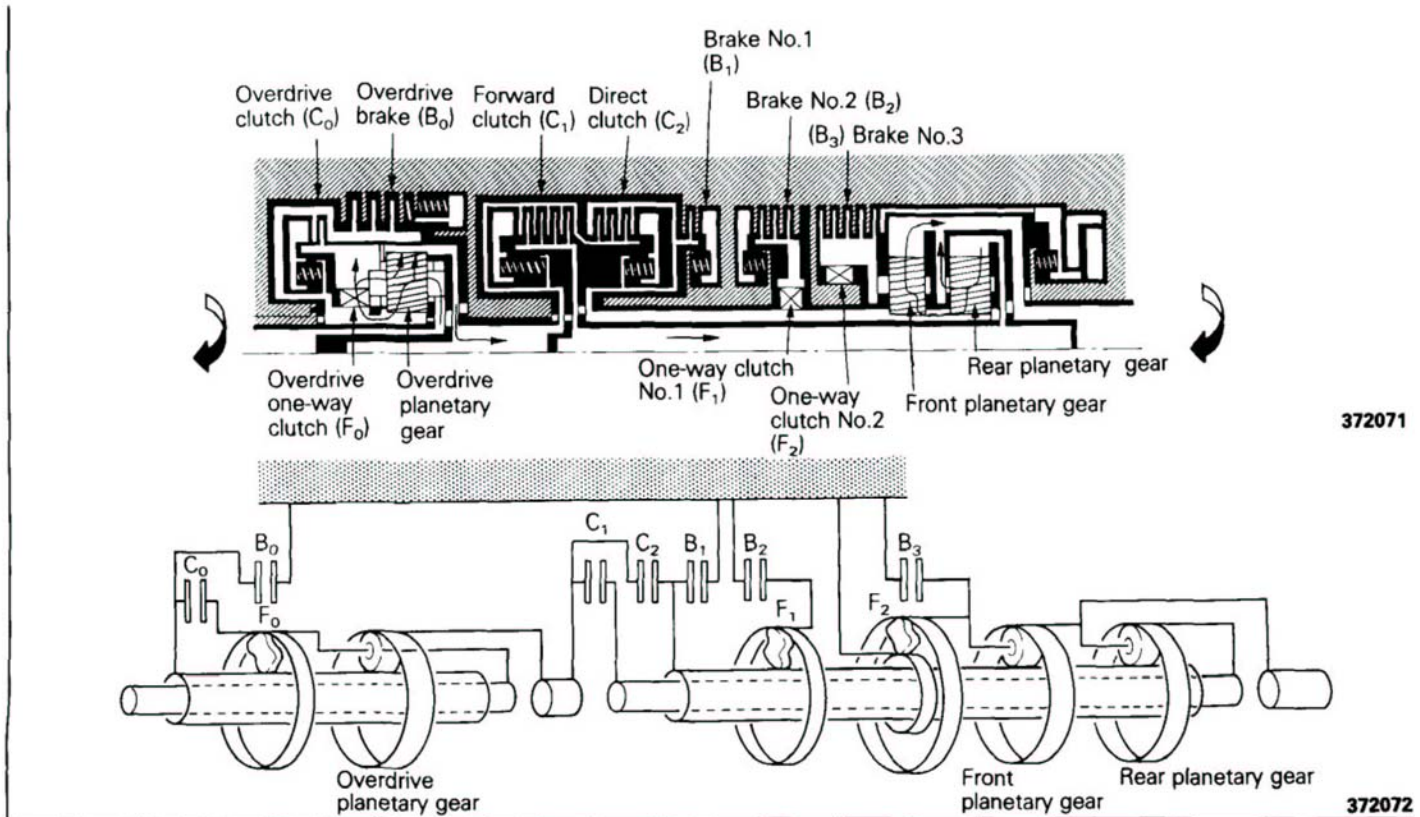 Brake No.1
(B₁)
Overdrive
clutch (C₀)
Overdrive
brake (B₀)
Forward
clutch (C₁)
Direct
clutch (C₂)
Brake No.2 (B₂)
(B₃) Brake No.3
Overdrive
one-way
clutch (F₀)
Overdrive
planetary
gear
One-way clutch
No.1 (F₁)
One-way
clutch No.2
(F₂)
Rear planetary gear
Front planetary gear
372071
C₀
B₀
F₀
C₁
C₂
B₁
B₂
F₁
F₂
B₃
Overdrive
planetary gear
Front
planetary gear
Rear planetary gear
372072